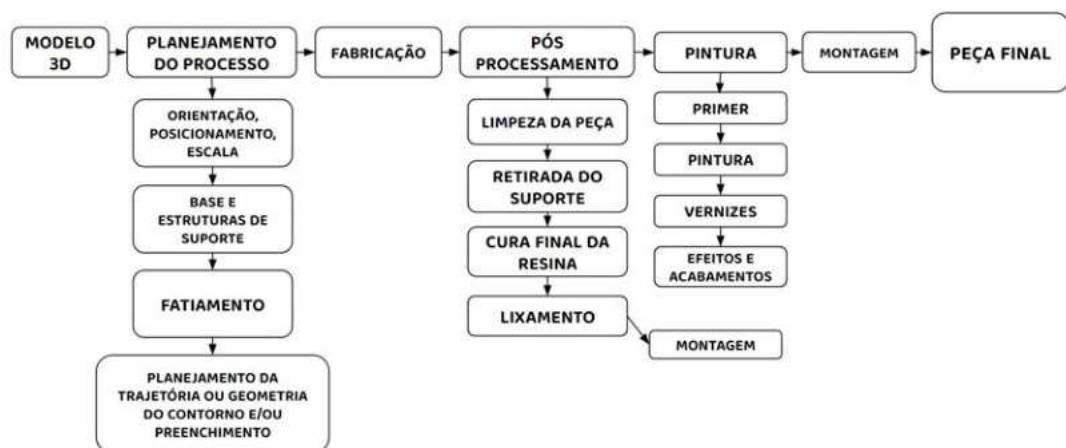 MODELO
3D
PLANEJAMENTO
DO PROCESSO
FABRICAÇÃO
PÓS
PROCESSAMENTO
PINTURA
MONTAGEM
PEÇA FINAL
ORIENTAÇÃO,
POSICIONAMENTO,
ESCALA
BASE E
ESTRUTURAS DE
SUPORTE
FATIAMENTO
PLANEJAMENTO DA
TRAJETÓRIA OU GEOMETRIA
DO CONTORNO E/OU
PREENCHIMENTO
LIMPEZA DA PEÇA
RETIRADA DO
SUPORTE
CURA FINAL DA
RESINA
LIXAMENTO
MONTAGEM
PRIMER
PINTURA
VERNIZES
EFEITOS E
ACABAMENTOS